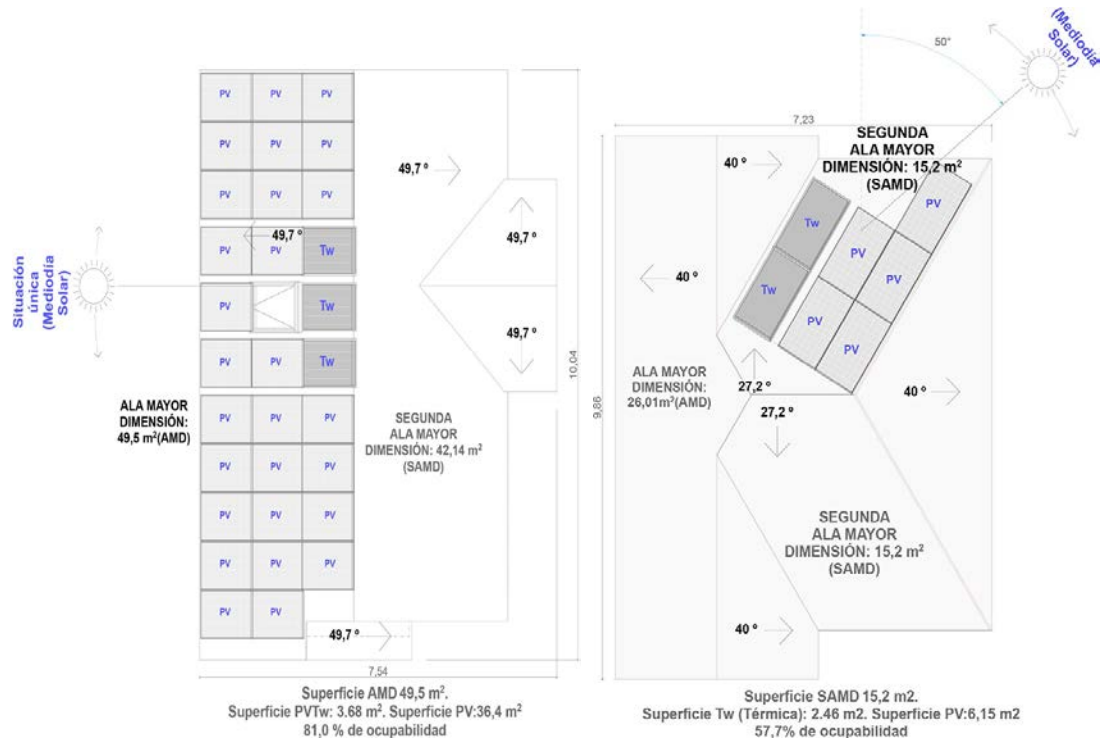 PV PV PV
PV PV PV
PV PV PV
49,7 º
49,7º
PV PV Tw
49,7 º
Situación
única
(Mediodía
Solar)
PV Tw
49,7 º
PV PV Tw
10,04
ALA MAYOR
DIMENSIÓN:
49,5 m²(AMD)
SEGUNDA
ALA MAYOR
DIMENSIÓN: 42,14 m²
(SAMD)
PV PV PV
PV PV PV
PV PV PV
PV PV PV
PV PV
49,7 º
7,54
Superficie AMD 49,5 m².
Superficie PVTw: 3.68 m². Superficie PV:36,4 m²
81,0 % de ocupabilidad
(Mediodía
Solar)
50°
7,23
SEGUNDA
ALA MAYOR
DIMENSIÓN: 15,2 m²
(SAMD)
40 º
PV
Tw
PV
40 º
PV
Tw
PV
PV
ALA MAYOR
DIMENSIÓN:
26,01m²(AMD)
27,2 º
40 º
27,2 º
9,86
SEGUNDA
ALA MAYOR
DIMENSIÓN: 15,2 m²
(SAMD)
40 º
Superficie SAMD 15,2 m2.
Superficie Tw (Térmica): 2.46 m2. Superficie PV:6,15 m2
57,7% de ocupabilidad